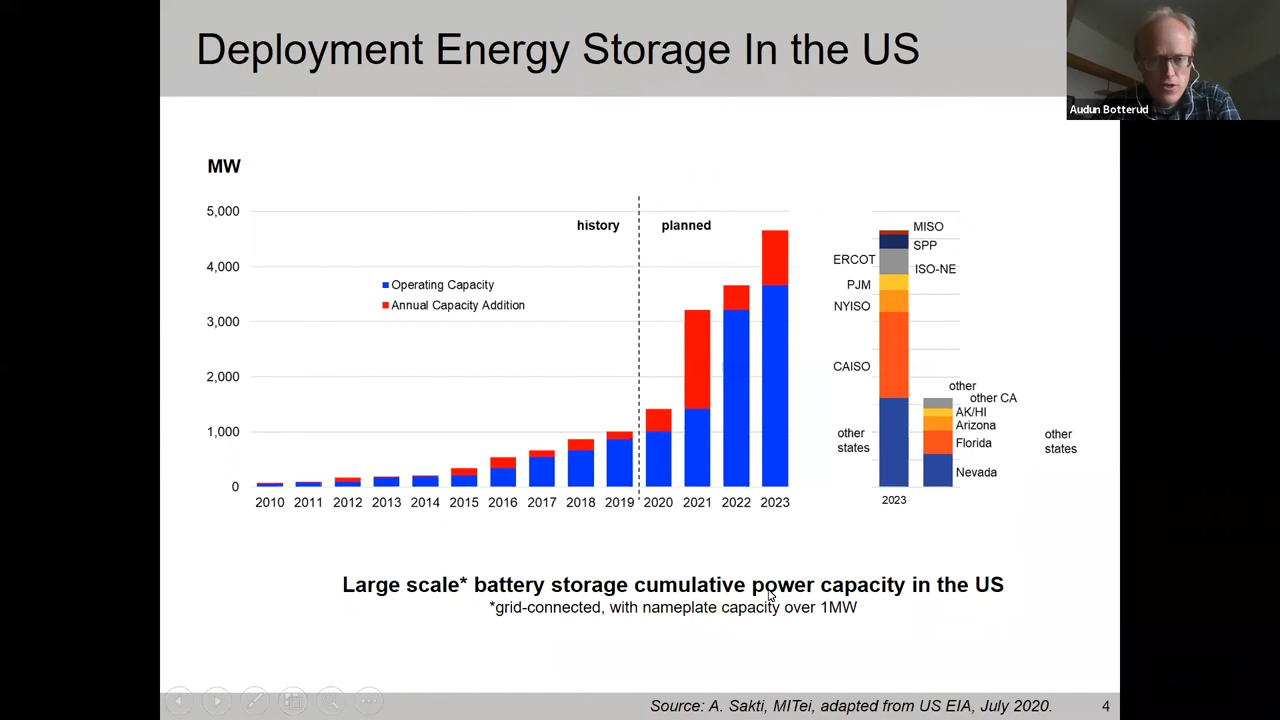 Deployment Energy Storage In the US
Audun Botterud
MW
5,000
4,000
3,000
2,000
1,000
0
history
planned
Operating Capacity
Annual Capacity Addition
2010 2011 2012 2013 2014 2015 2016 2017 2018 2019 2020 2021 2022 2023
MISO
SPP
ERCOT
ISO-NE
PJM
NYISO
CAISO
other
other CA
AK/HI
Arizona
other
states
Florida
Nevada
other
states
2023
Large scale* battery storage cumulative power capacity in the US
*grid-connected, with nameplate capacity over 1MW
Source: A. Sakti, MITei, adapted from US EIA, July 2020.
4